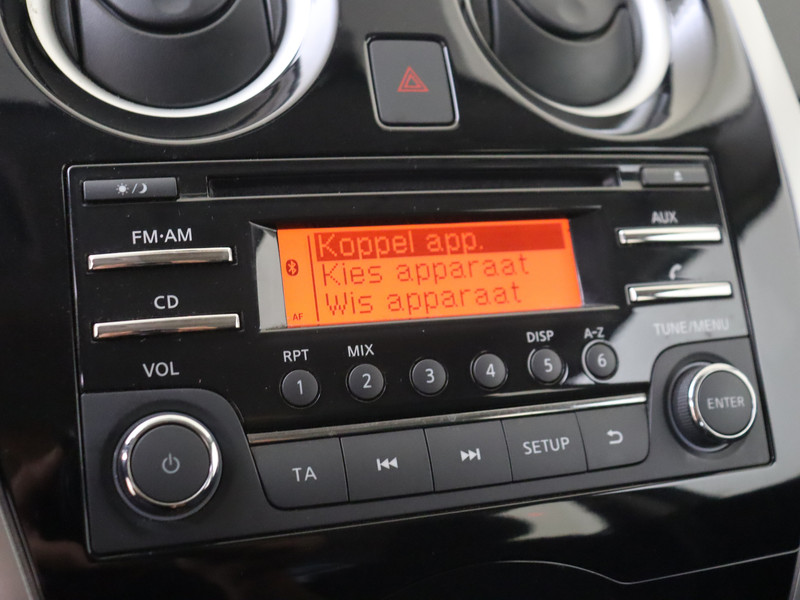 FM·AM
CD
VOL
Koppel app.
Kies apparaat
Wis apparaat
AF
AUX
TUNE/MENU
RPT
MIX
DISP
A-Z
1
2
3
4
5
6
ENTER
TA
SETUP